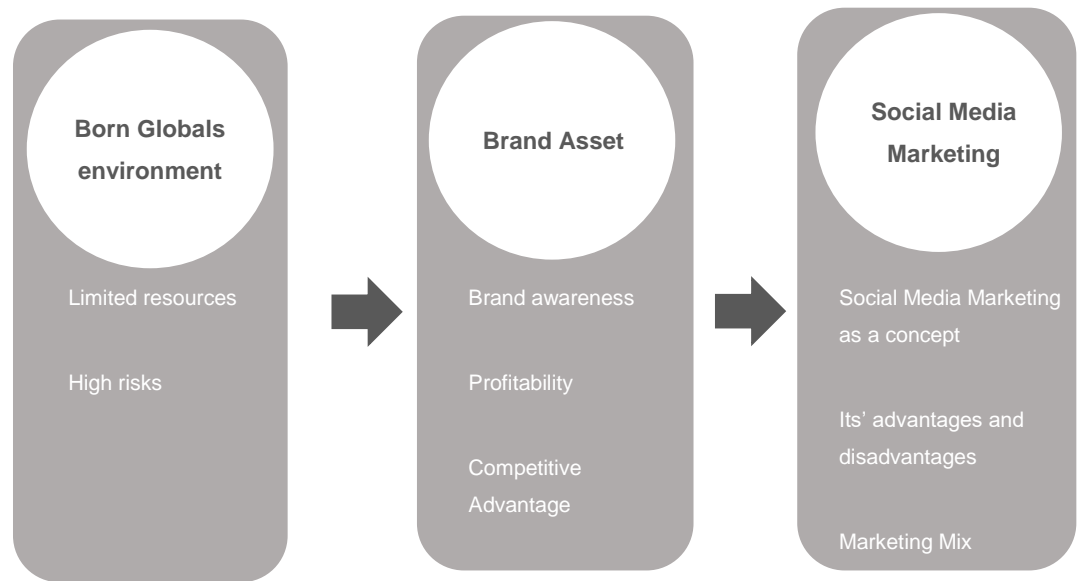 Born Globals
environment
Limited resources
High risks
Brand Asset
Brand awareness
Profitability
Competitive
Advantage
Social Media
Marketing
Social Media Marketing
as a concept
Its’ advantages and
disadvantages
Marketing Mix